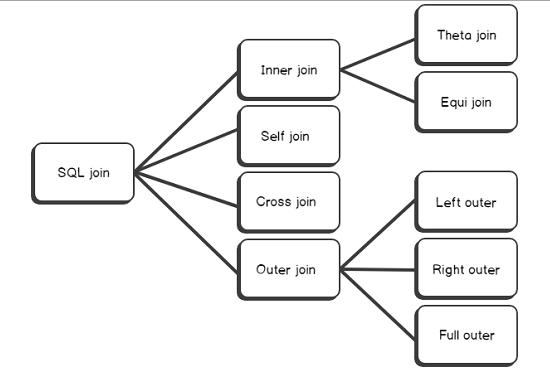 SQL join
Inner join
Theta join
Equi join
Self join
Cross join
Outer join
Left outer
Right outer
Full outer